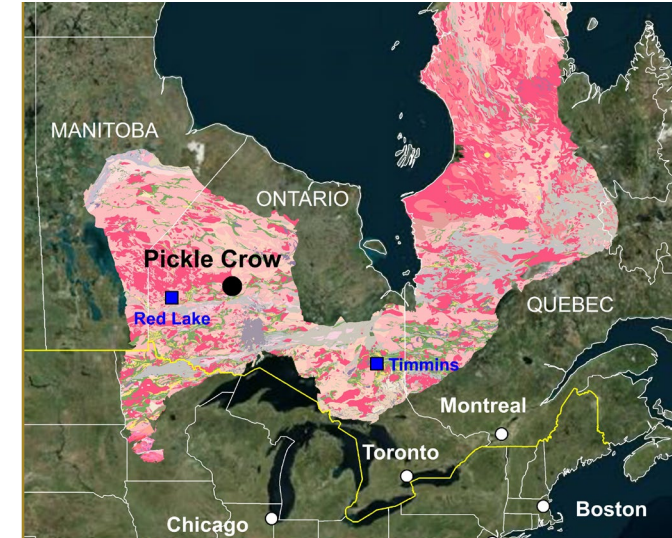 MANITOBA
ONTARIO
Pickle Crow
Red Lake
QUEBEC
Timmins
Montreal
Toronto
Boston
Chicago